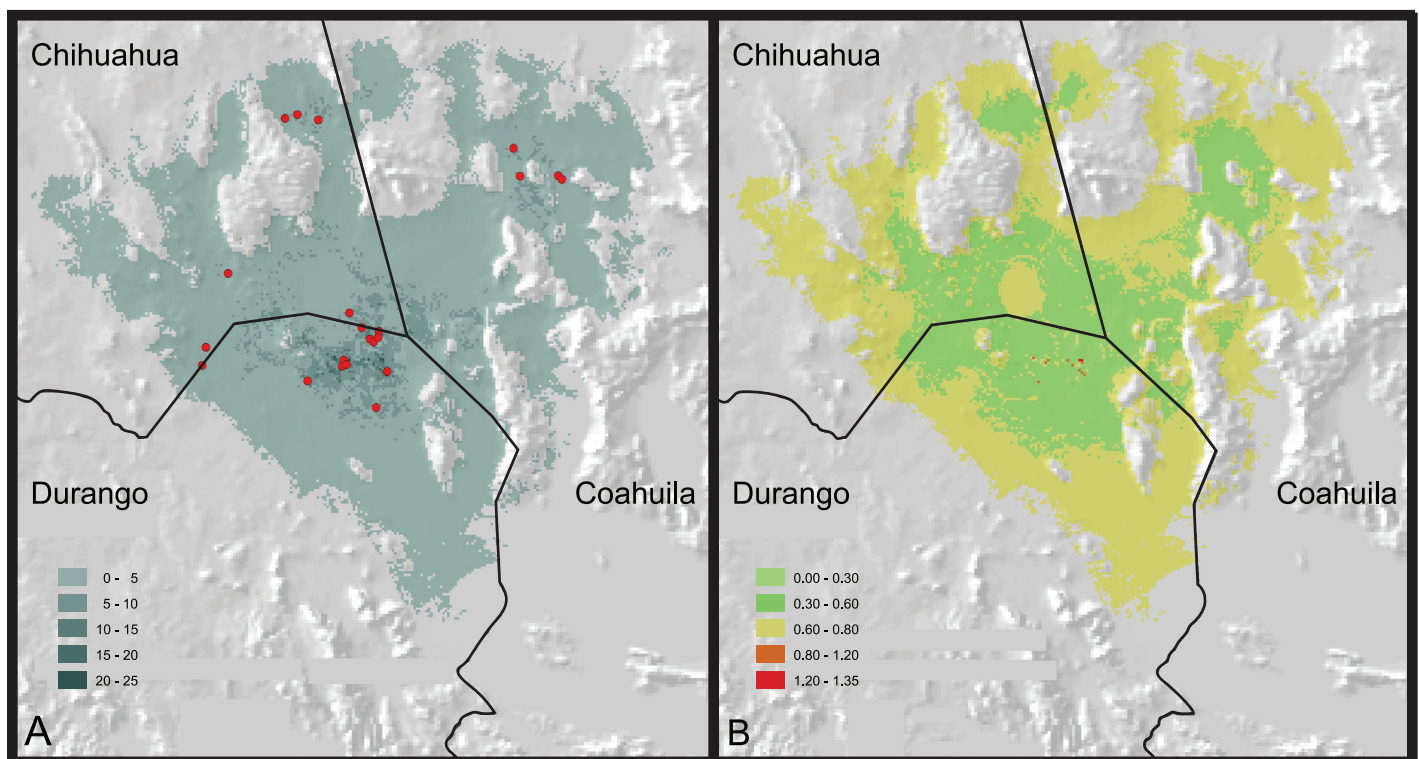 Chihuahua
Durango
Coahuila
0 - 5
5 - 10
10 - 15
15 - 20
20 - 25
A
Chihuahua
Durango
Coahuila
0.00 - 0.30
0.30 - 0.60
0.60 - 0.80
0.80 - 1.20
1.20 - 1.35
B